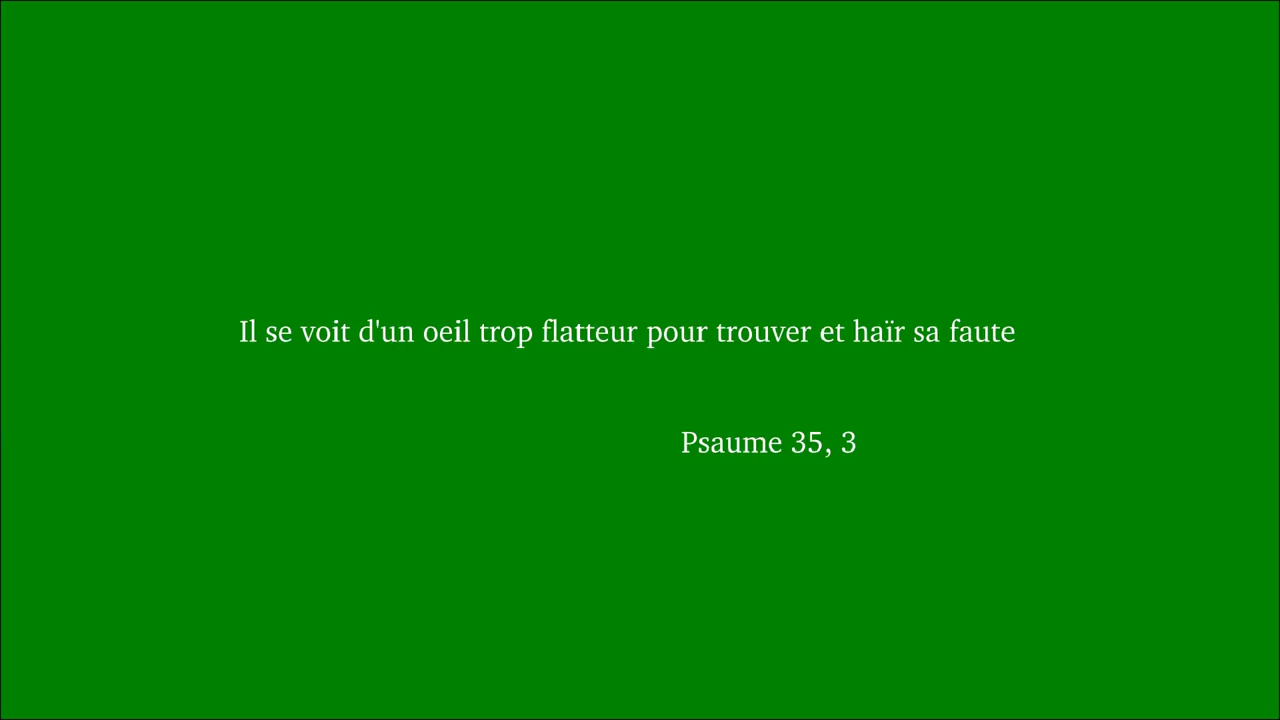 Il se voit d'un oeil trop flatteur pour trouver et haïr sa faute
Psaume 35, 3